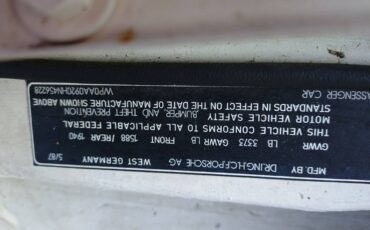 MFD. BY DR.ING.H.C.F.PORSCHE AG
5/87 WEST GERMANY
GVWR LB 3373 GAWR LB FRONT 1588 /REAR 1940
THIS VEHICLE CONFORMS TO ALL APPLICABLE FEDERAL
MOTOR VEHICLE SAFETY BUMPER, AND THEFT PREVENTION
STANDARDS IN EFFECT ON THE DATE OF MANUFACTURE SHOWN ABOVE
WP0AA0920HN456228 PASSENGER CAR